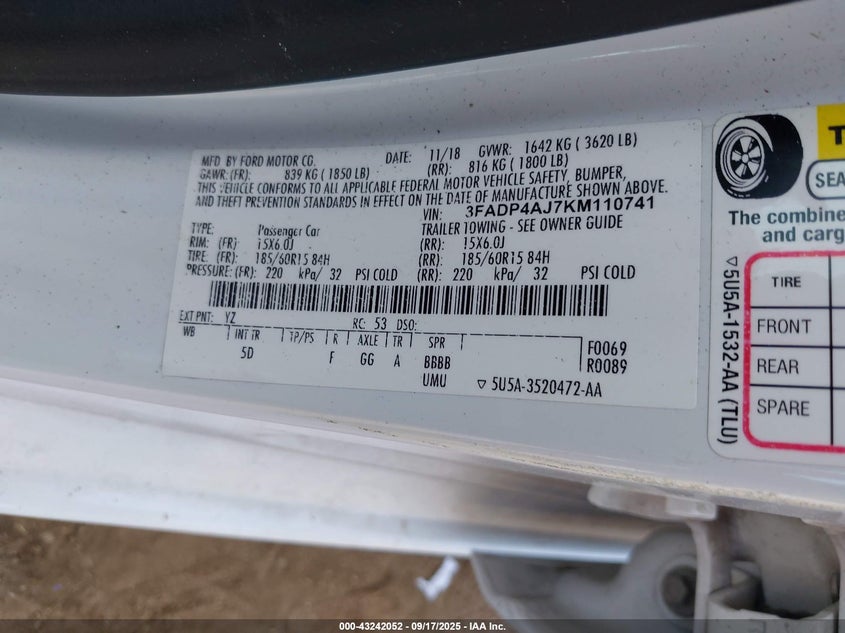 MFD. BY FORD MOTOR CO.
DATE: 11/18 GVWR: 1642 KG ( 3620 LB)
GAWR: (FR): 839 KG ( 1850 LB) (RR): 816 KG ( 1800 LB)
THIS VEHICLE CONFORMS TO ALL APPLICABLE FEDERAL MOTOR VEHICLE SAFETY, BUMPER,
AND THEFT PREVENTION STANDARDS IN EFFECT ON THE DATE OF MANUFACTURE SHOWN ABOVE.
VIN: 3FADP4AJ7KM110741
TYPE: Passenger Car TRAILER TOWING - SEE OWNER GUIDE
RIM: (FR) 15X6.0J (RR): 15X6.0J
TIRE: (FR) 185/60R15 84H (RR): 185/60R15 84H
PRESSURE: (FR) 220 kPa/ 32 PSI COLD (RR): 220 kPa/ 32 PSI COLD
EXT PNT: YZ RC: 53 DSO:
WB INT TR TP/PS R AXLE TR SPR F0069
5D F GG A BBBB R0089
UMU ▽ 5U5A-3520472-AA
T
SEA
The combine
and carg
TIRE
FRONT
REAR
SPARE
▽5U5A-1532-AA (TLU)
000-43242052 - 09/17/2025 - IAA Inc.